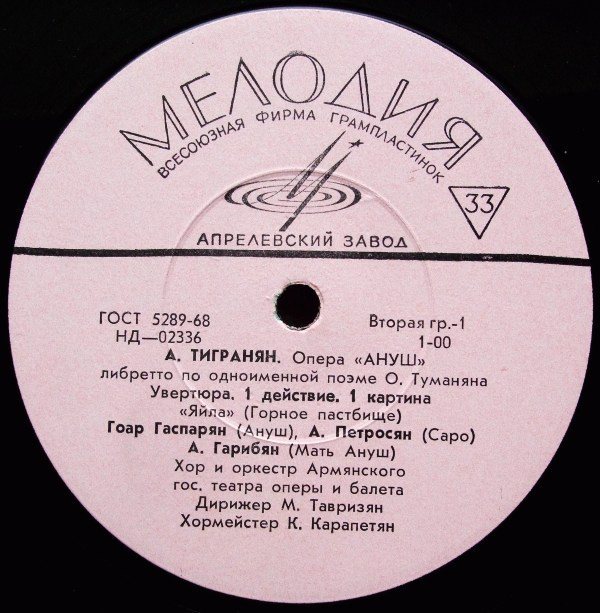 МЕЛОДИЯ
ВСЕСОЮЗНАЯ ФИРМА ГРАМПЛАСТИНОК
33
АПРЕЛЕВСКИЙ ЗАВОД
ГОСТ 5289-68 Вторая гр.-1
НД—02336 1-00
А. ТИГРАНЯН. Опера «АНУШ»
либретто по одноименной поэме О. Туманяна
Увертюра. 1 действие. 1 картина
«Яйла» (Горное пастбище)
Гоар Гаспарян (Ануш), А. Петросян (Саро)
А. Гарибян (Мать Ануш)
Хор и оркестр Армянского
гос. театра оперы и балета
Дирижер М. Тавризян
Хормейстер К. Карапетян